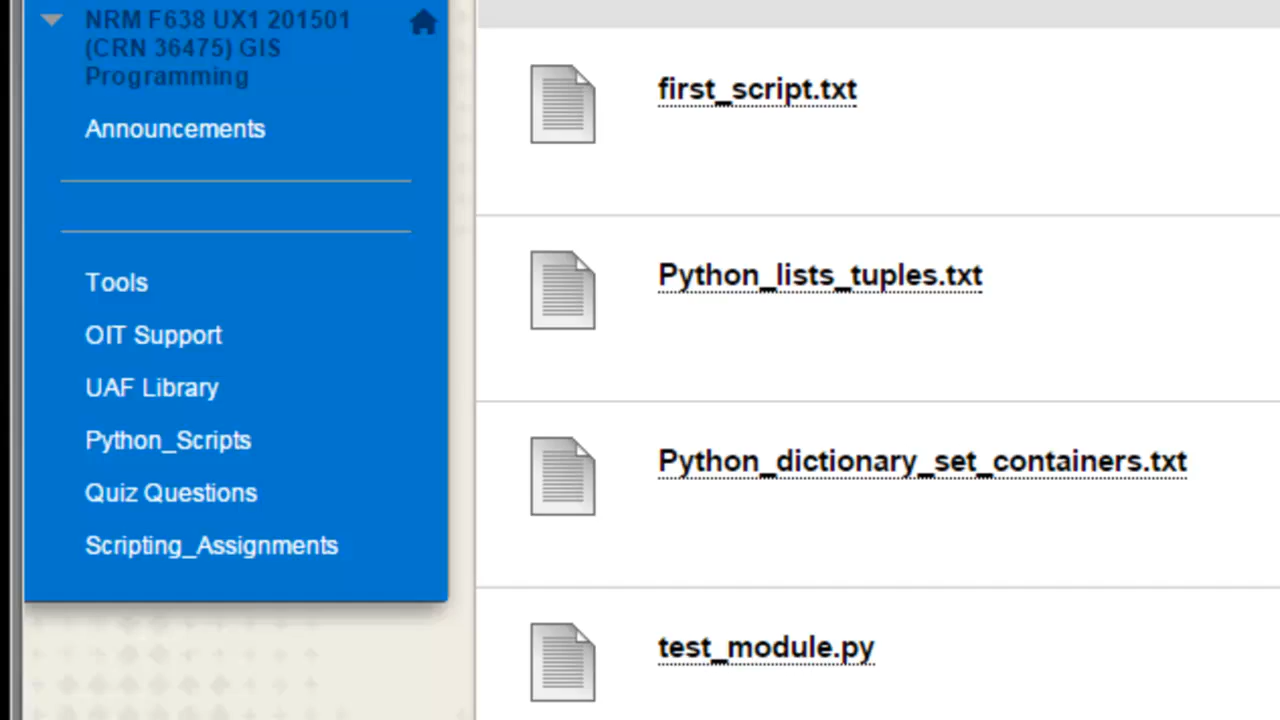 NRM F638 UX1 201501
(CRN 36475) GIS
Programming
Announcements
Tools
OIT Support
UAF Library
Python_Scripts
Quiz Questions
Scripting_Assignments
first_script.txt
Python_lists_tuples.txt
Python_dictionary_set_containers.txt
test_module.py